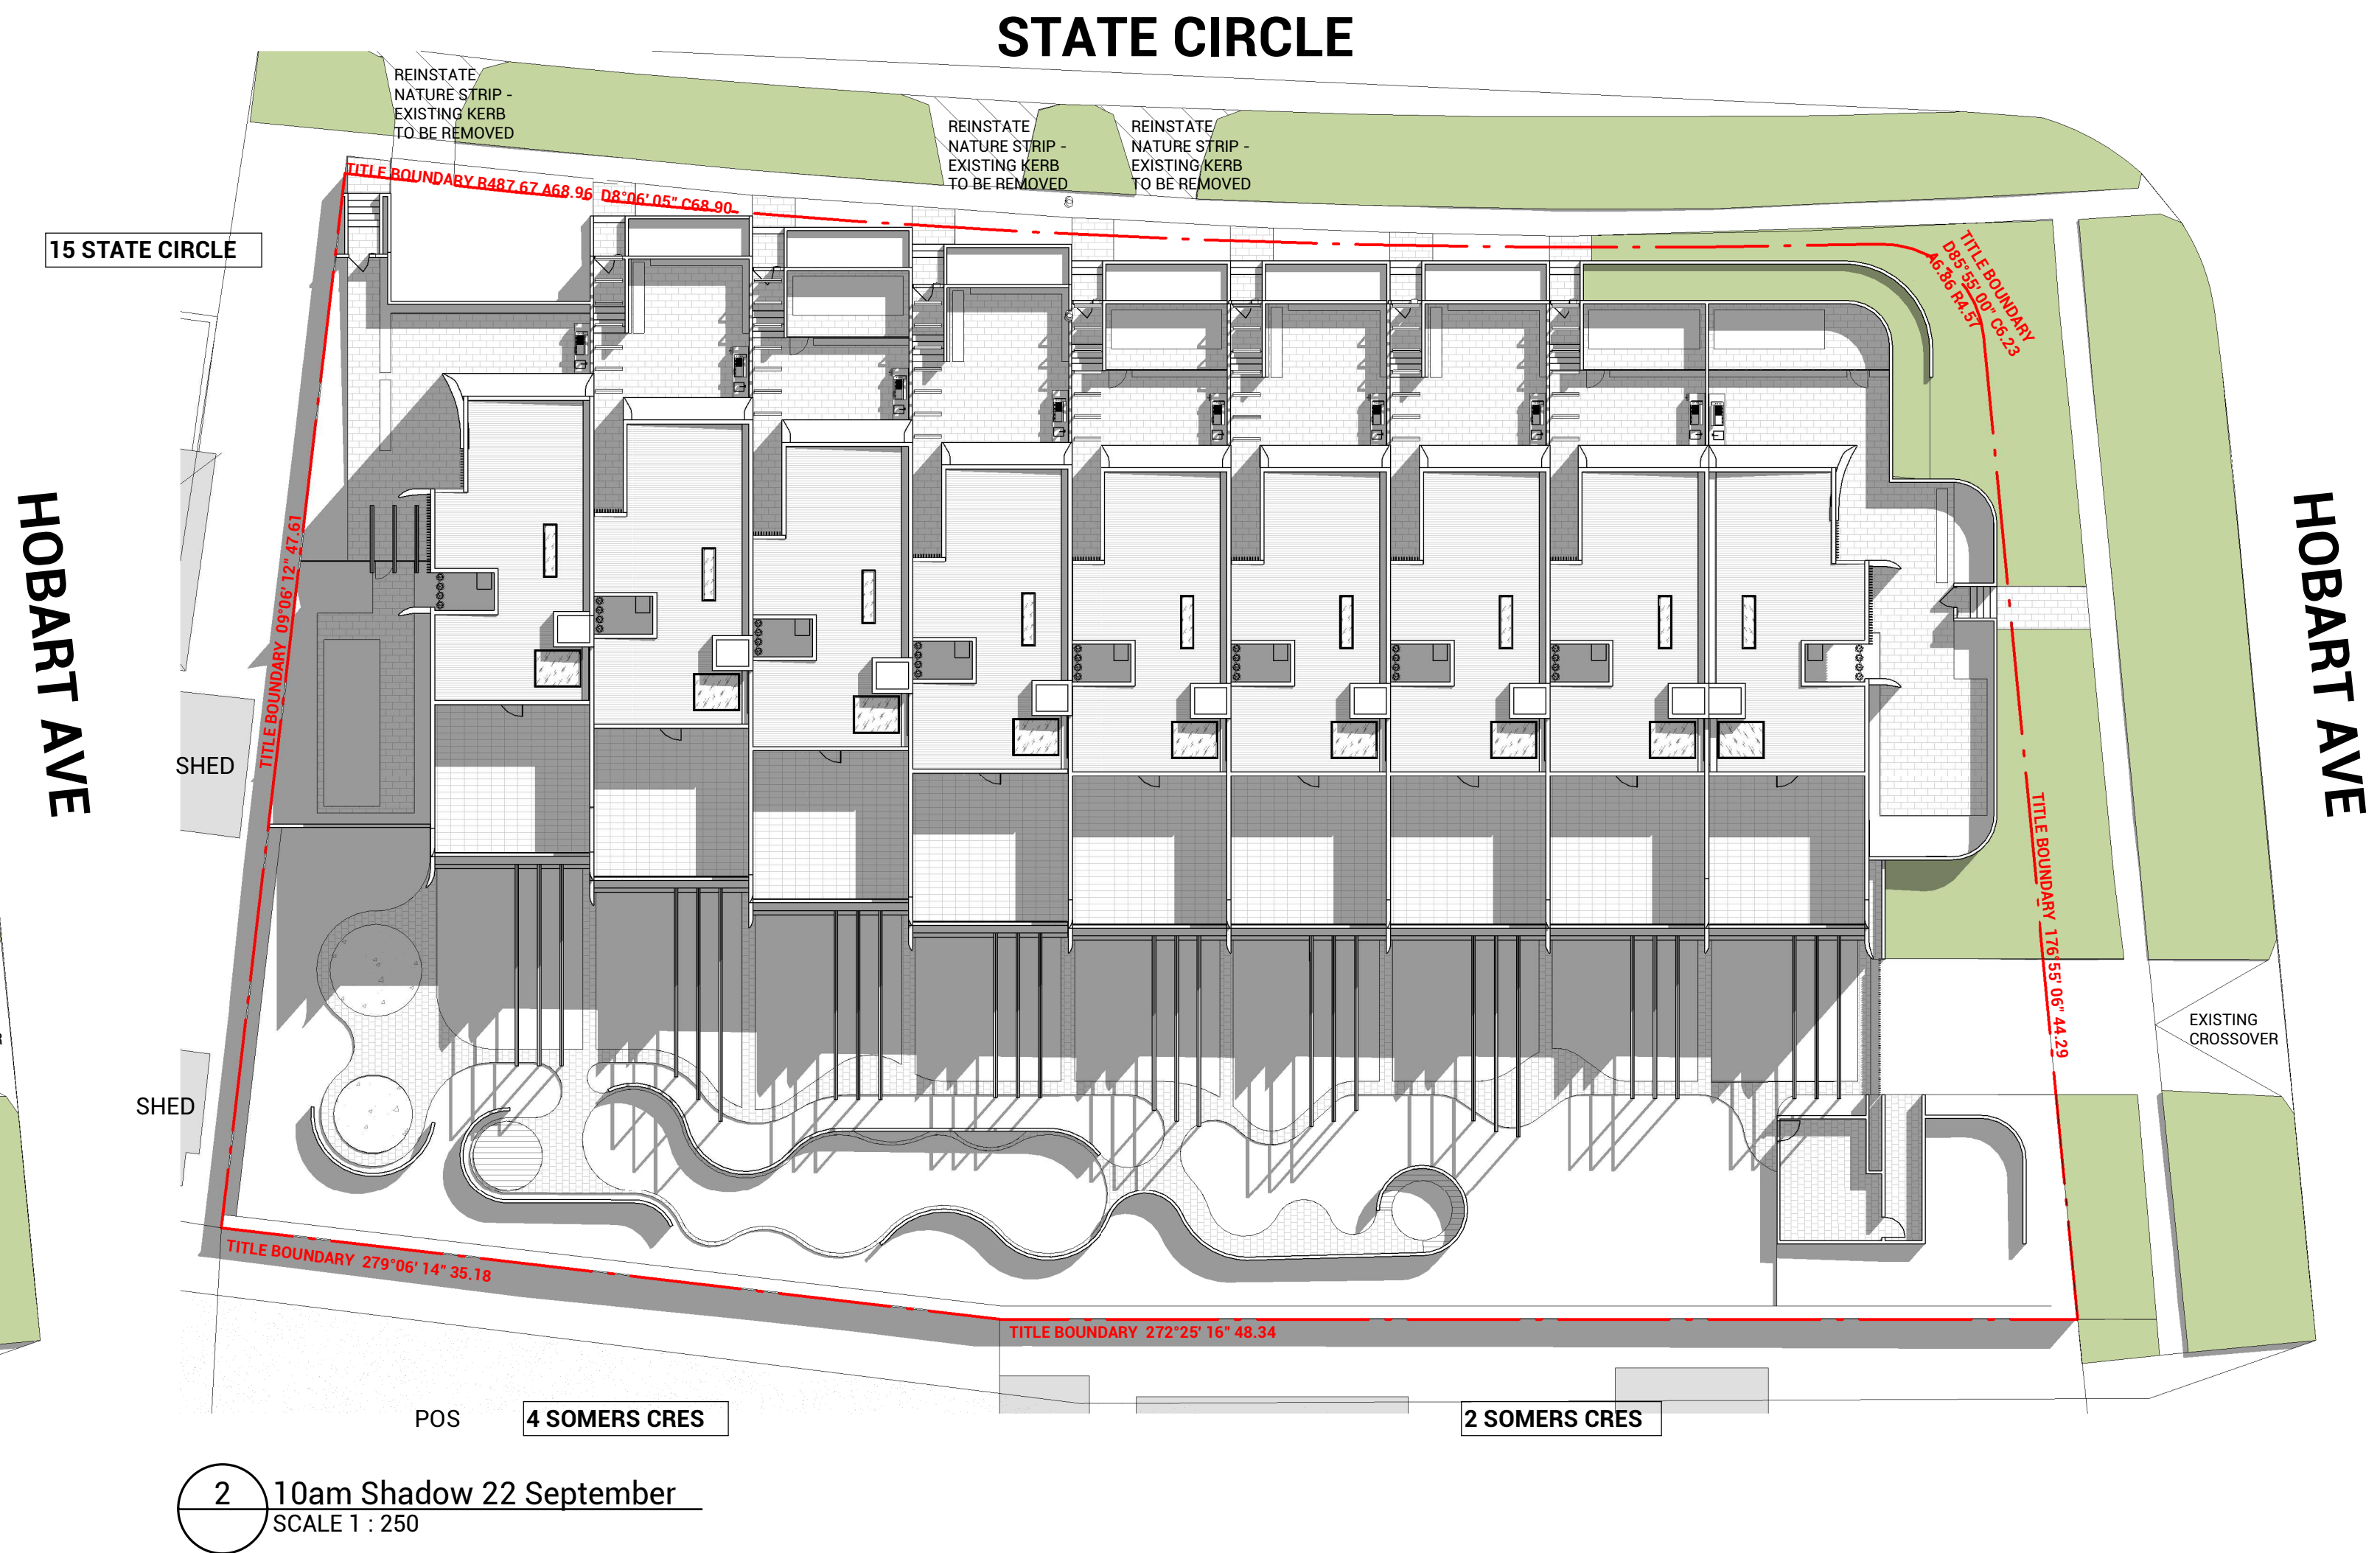 STATE CIRCLE
REINSTATE
NATURE STRIP -
EXISTING KERB
TO BE REMOVED
REINSTATE
NATURE STRIP -
EXISTING KERB
TO BE REMOVED
REINSTATE
NATURE STRIP -
EXISTING KERB
TO BE REMOVED
TITLE BOUNDARY R487.67 A68.96 D8°06' 05" C68.90
15 STATE CIRCLE
TITLE BOUNDARY
D85°55' 00" C6.23
A6.86 R4.57
HOBART AVE
HOBART AVE
TITLE BOUNDARY 09°06' 12" 47.61
SHED
TITLE BOUNDARY 176°55' 06" 44.29
EXISTING
CROSSOVER
SHED
TITLE BOUNDARY 279°06' 14" 35.18
TITLE BOUNDARY 272°25' 16" 48.34
POS
4 SOMERS CRES
2 SOMERS CRES
2
10am Shadow 22 September
SCALE 1 : 250